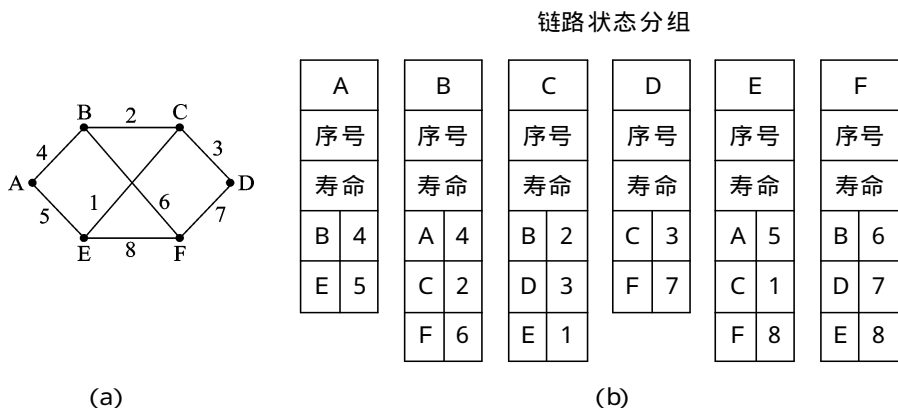 链路状态分组
A B C D E F
序号 序号 序号 序号 序号 序号
寿命 寿命 寿命 寿命 寿命 寿命
B 4 A 4 B 2 C 3 A 5 B 6
E 5 C 2 D 3 F 7 C 1 D 7
F 6 E 1 F 8 E 8
B 2 C
4 3
A D
5 1 6 7
E 8 F
(a) (b)